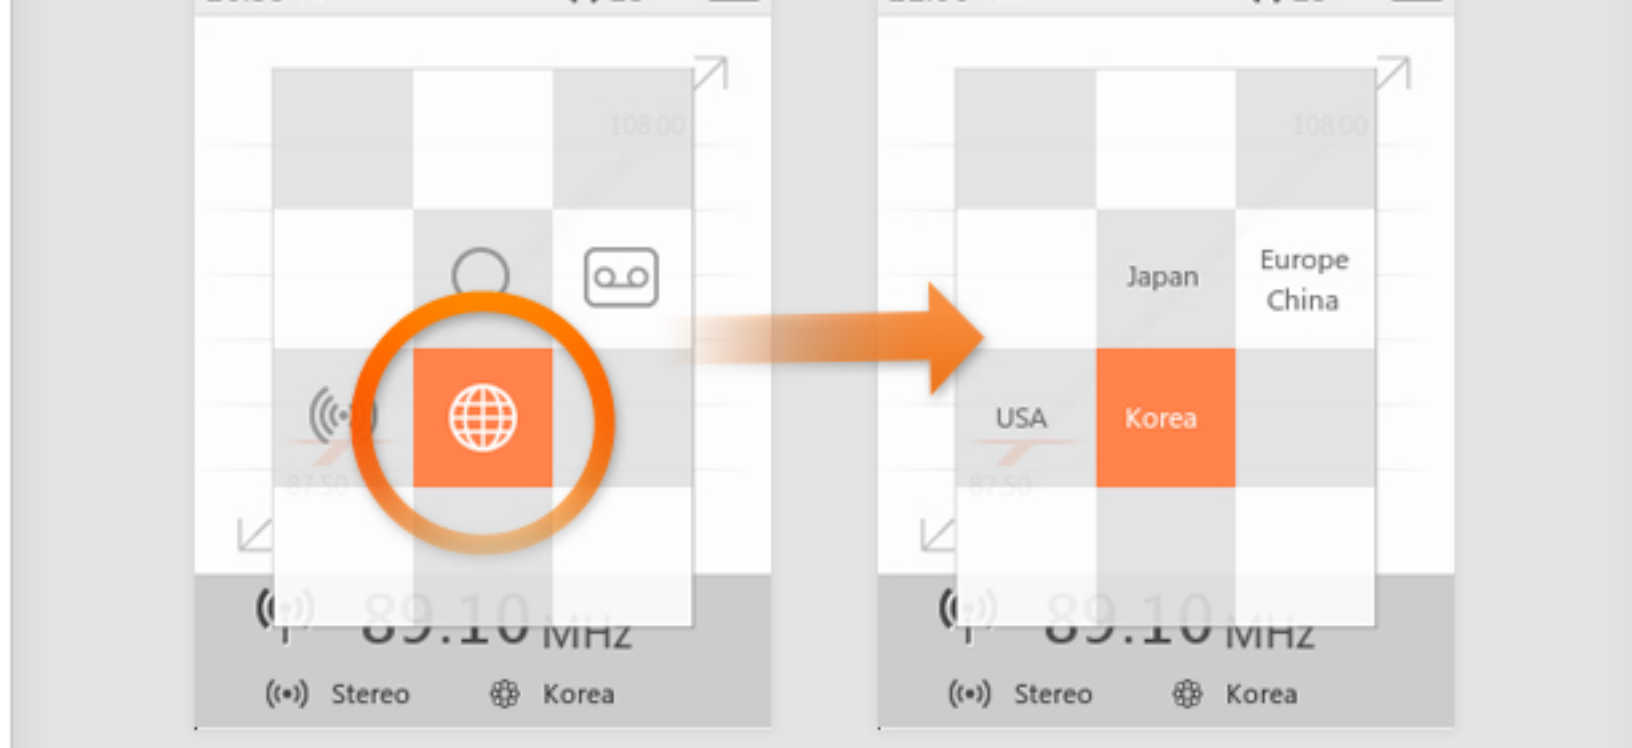 108.00
87.50
89.10 MHz
Stereo
Korea
108.00
Japan
Europe
China
USA
Korea
87.50
89.10 MHz
Stereo
Korea